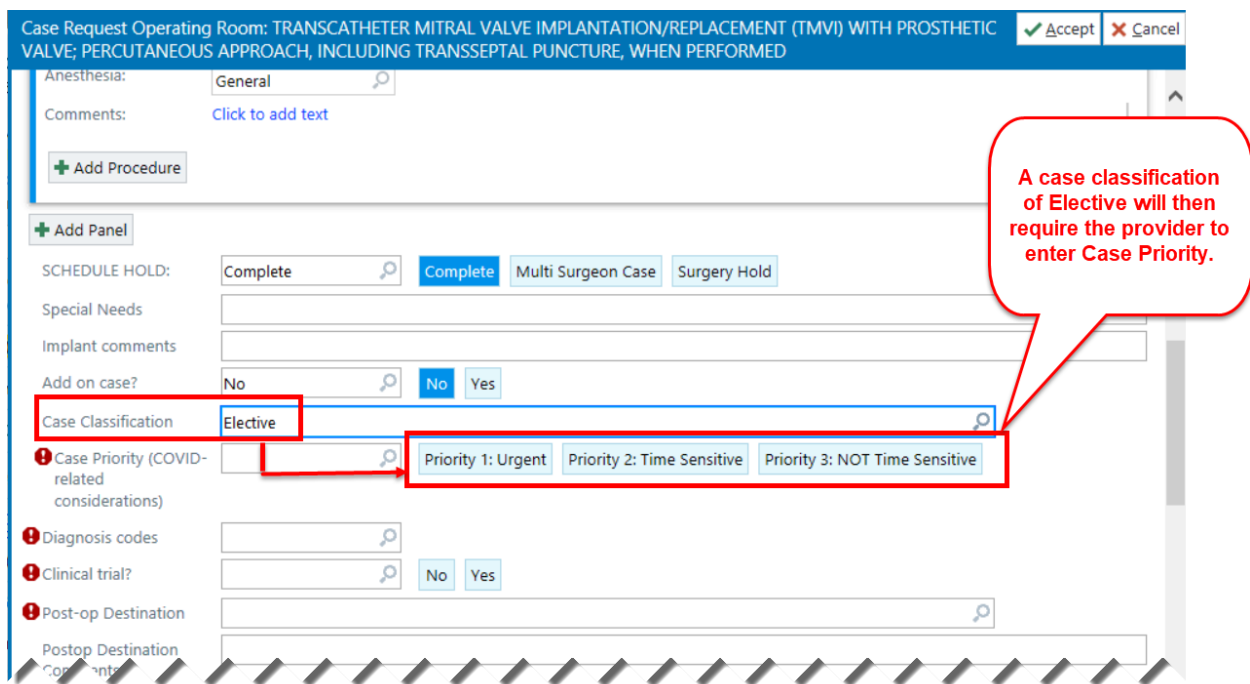 Case Request Operating Room: TRANSCATHETER MITRAL VALVE IMPLANTATION/REPLACEMENT (TMVI) WITH PROSTHETIC
VALVE; PERCUTANEOUS APPROACH, INCLUDING TRANSSEPTAL PUNCTURE, WHEN PERFORMED
Accept Cancel
Anesthesia: General
Comments: Click to add text
Add Procedure
A case classification
of Elective will then
require the provider to
enter Case Priority.
Add Panel
SCHEDULE HOLD: Complete Complete Multi Surgeon Case Surgery Hold
Special Needs
Implant comments
Add on case? No No Yes
Case Classification Elective
Case Priority (COVID-
related
considerations)
Priority 1: Urgent Priority 2: Time Sensitive Priority 3: NOT Time Sensitive
Diagnosis codes
Clinical trial? No Yes
Post-op Destination
Postop Destination